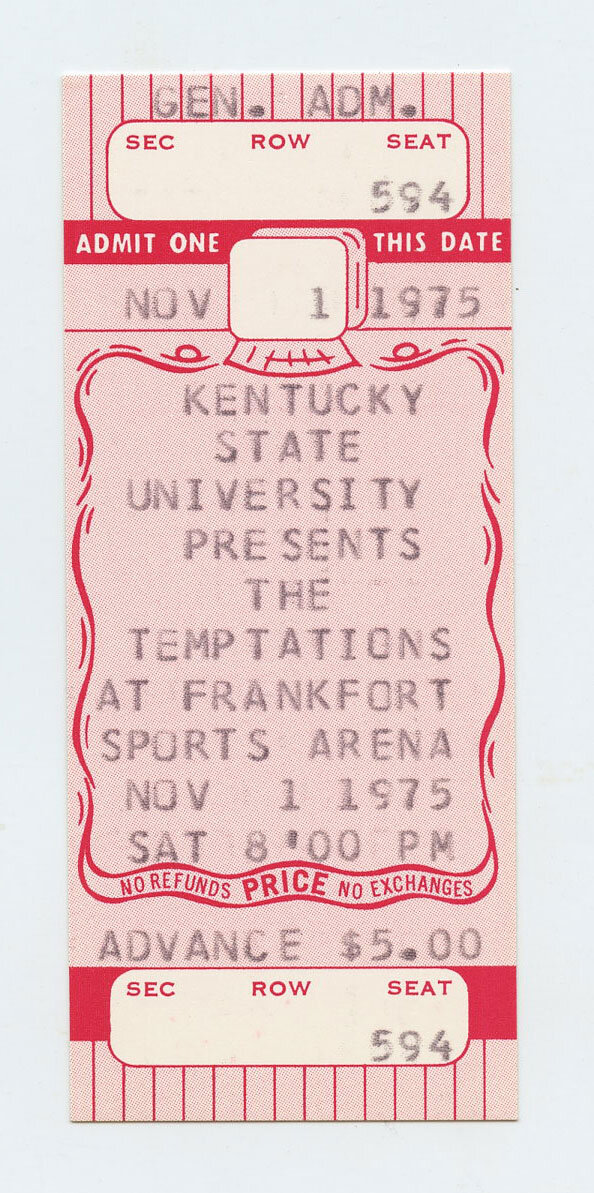 GEN. ADM.
SEC ROW SEAT
594
ADMIT ONE THIS DATE
NOV 1 1975
KENTUCKY
STATE
UNIVERSITY
PRESENTS
THE
TEMPTATIONS
AT FRANKFORT
SPORTS ARENA
NOV 1 1975
SAT 8'00 PM
NO REFUNDS PRICE NO EXCHANGES
ADVANCE $5.00
SEC ROW SEAT
594